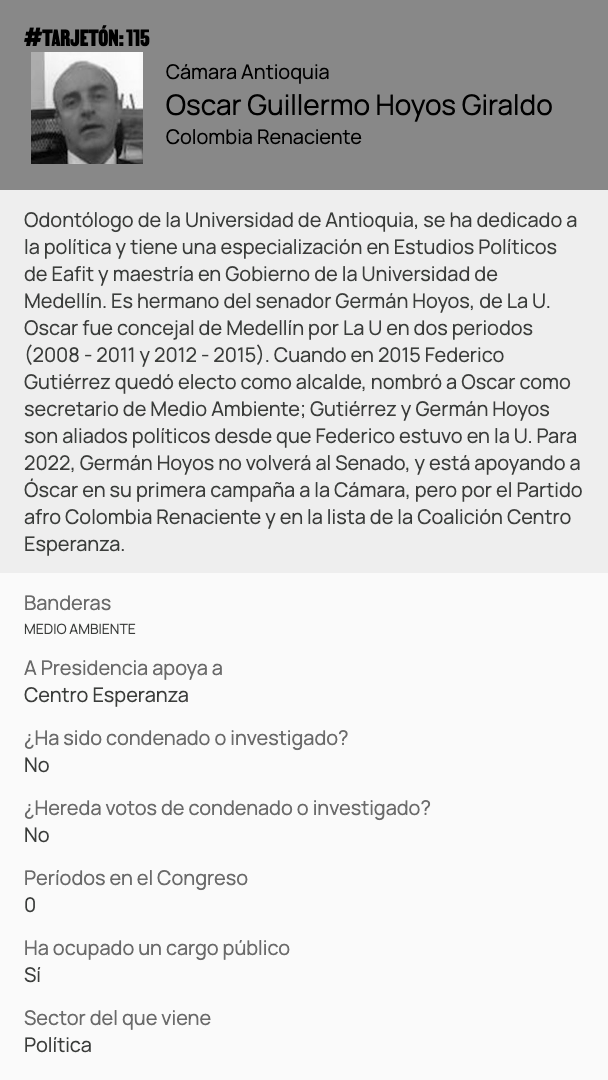 #TARJETÓN: 115
Cámara Antioquia
Oscar Guillermo Hoyos Giraldo
Colombia Renaciente
Odontólogo de la Universidad de Antioquia, se ha dedicado a
la política y tiene una especialización en Estudios Políticos
de Eafit y maestría en Gobierno de la Universidad de
Medellín. Es hermano del senador Germán Hoyos, de La U.
Oscar fue concejal de Medellín por La U en dos periodos
(2008 - 2011 y 2012 - 2015). Cuando en 2015 Federico
Gutiérrez quedó electo como alcalde, nombró a Oscar como
secretario de Medio Ambiente; Gutiérrez y Germán Hoyos
son aliados políticos desde que Federico estuvo en la U. Para
2022, Germán Hoyos no volverá al Senado, y está apoyando a
Óscar en su primera campaña a la Cámara, pero por el Partido
afro Colombia Renaciente y en la lista de la Coalición Centro
Esperanza.
Banderas
MEDIO AMBIENTE
A Presidencia apoya a
Centro Esperanza
¿Ha sido condenado o investigado?
No
¿Hereda votos de condenado o investigado?
No
Períodos en el Congreso
0
Ha ocupado un cargo público
Sí
Sector del que viene
Política